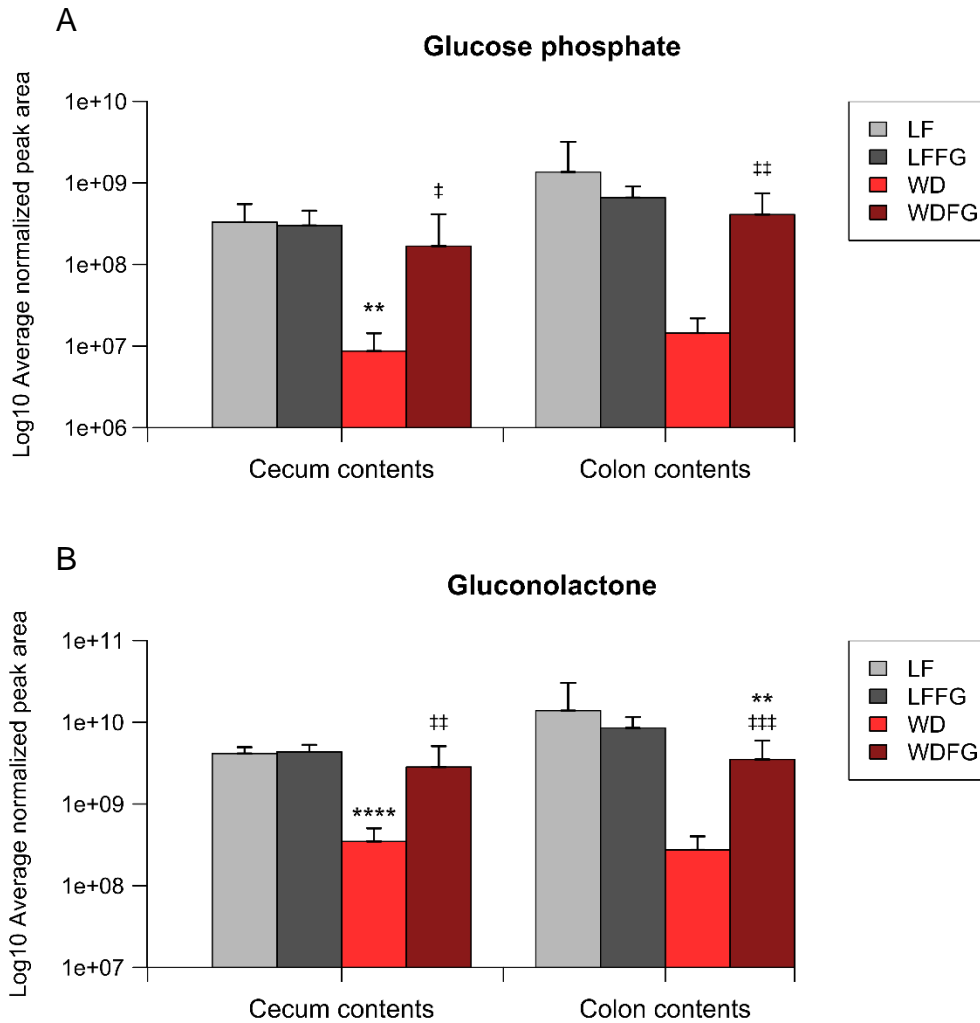 A
Glucose phosphate
Log10 Average normalized peak area
1e+10
1e+09
1e+08
1e+07
1e+06
‡
**
‡‡
Cecum contents
Colon contents
LF
LFFG
WD
WDFG
B
Gluconolactone
Log10 Average normalized peak area
1e+11
1e+10
1e+09
1e+08
1e+07
‡‡
****
**
‡‡‡
Cecum contents
Colon contents
LF
LFFG
WD
WDFG